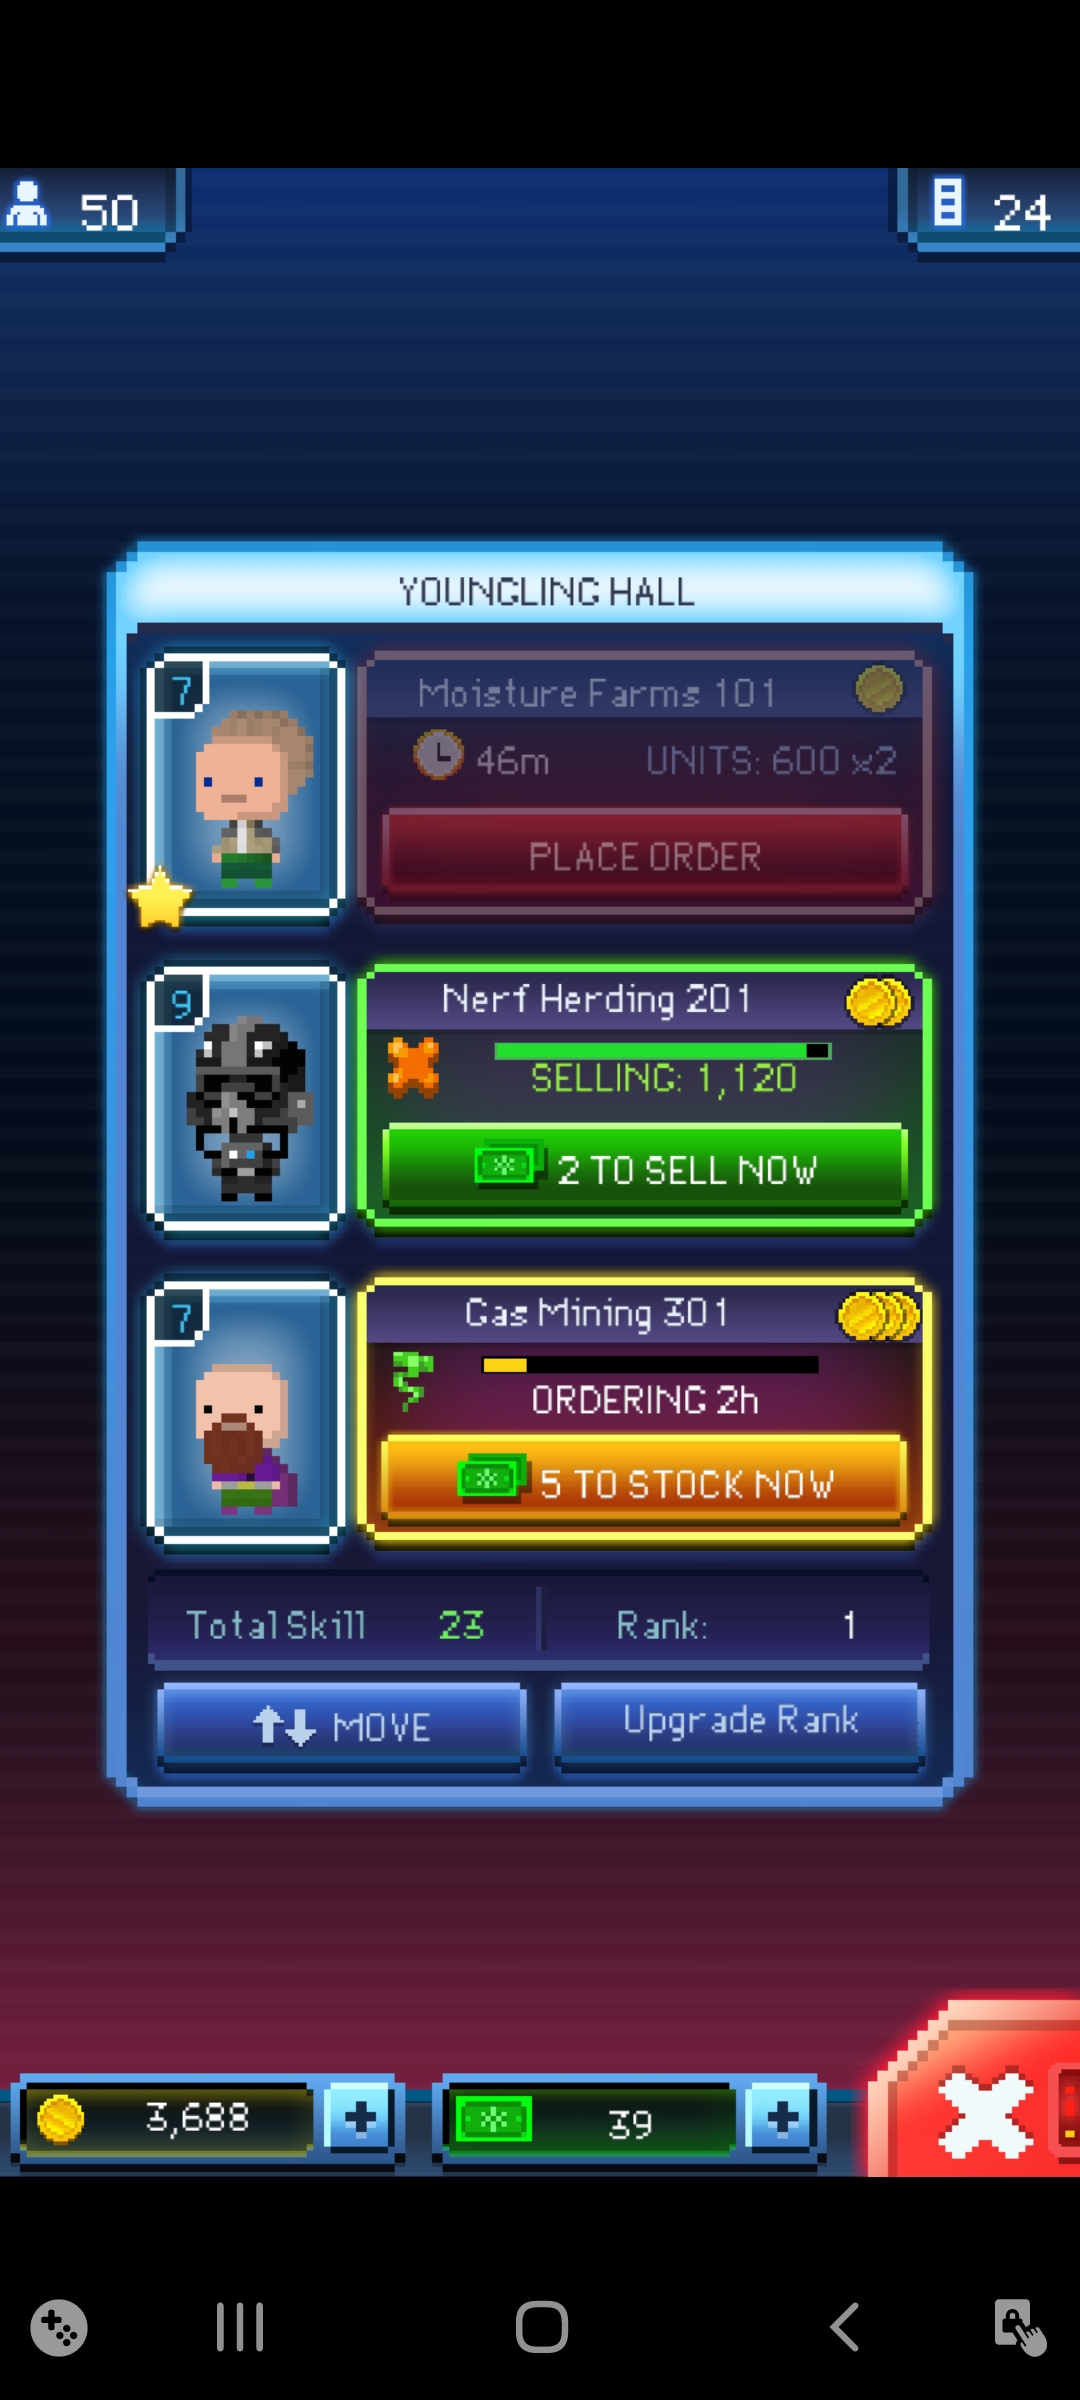 50
24
YOUNGLING HALL
7
Moisture Farms 101
46m
UNITS: 600 x2
PLACE ORDER
9
Nerf Herding 201
SELLING: 1,120
2 TO SELL NOW
7
Gas Mining 301
ORDERING 2h
5 TO STOCK NOW
Total Skill 23
Rank: 1
MOVE
Upgrade Rank
3,688
39